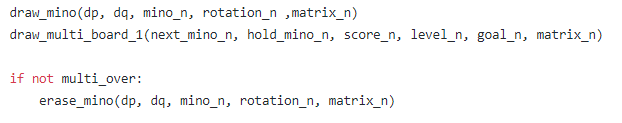 draw_mino(dp, dq, mino_n, rotation_n ,matrix_n)
draw_multi_board_1(next_mino_n, hold_mino_n, score_n, level_n, goal_n, matrix_n)
if not multi_over:
    erase_mino(dp, dq, mino_n, rotation_n, matrix_n)